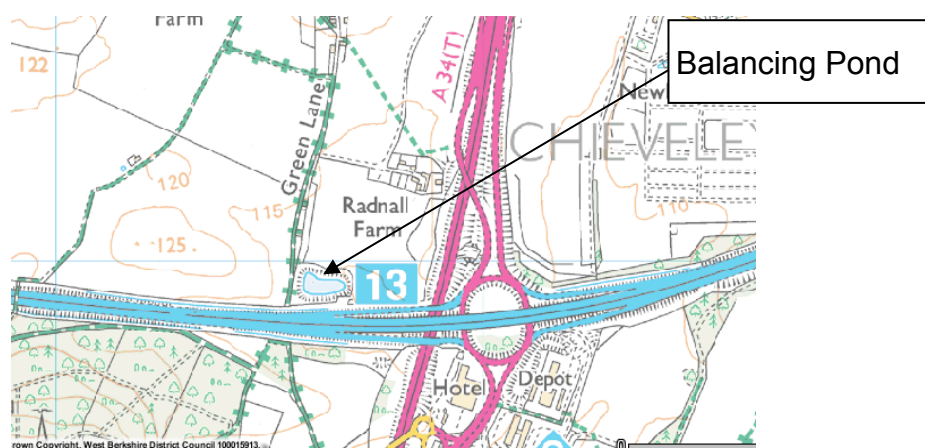 Farm
122
A 34(T)
Balancing Pond
New
CHIEVELEY
Green Lane
120
115
Radnall
Farm
110
125
13
Hotel
Depot
rown Copyright. West Berkshire District Council 100015913.